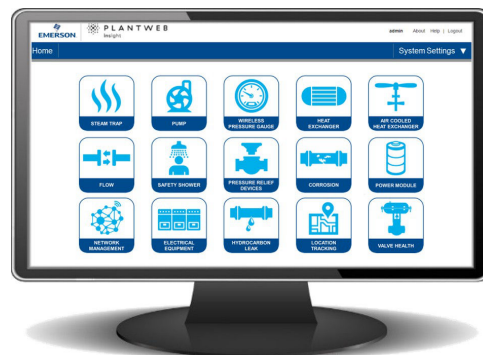 EMERSON
PLANTWEB
Insight
admin About Help | Logout
Home
System Settings ▼
STEAM TRAP
PUMP
WIRELESS
PRESSURE GAUGE
HEAT
EXCHANGER
AIR COOLED
HEAT EXCHANGER
FLOW
SAFETY SHOWER
PRESSURE RELIEF
DEVICES
CORROSION
POWER MODULE
NETWORK
MANAGEMENT
ELECTRICAL
EQUIPMENT
HYDROCARBON
LEAK
LOCATION
TRACKING
VALVE HEALTH